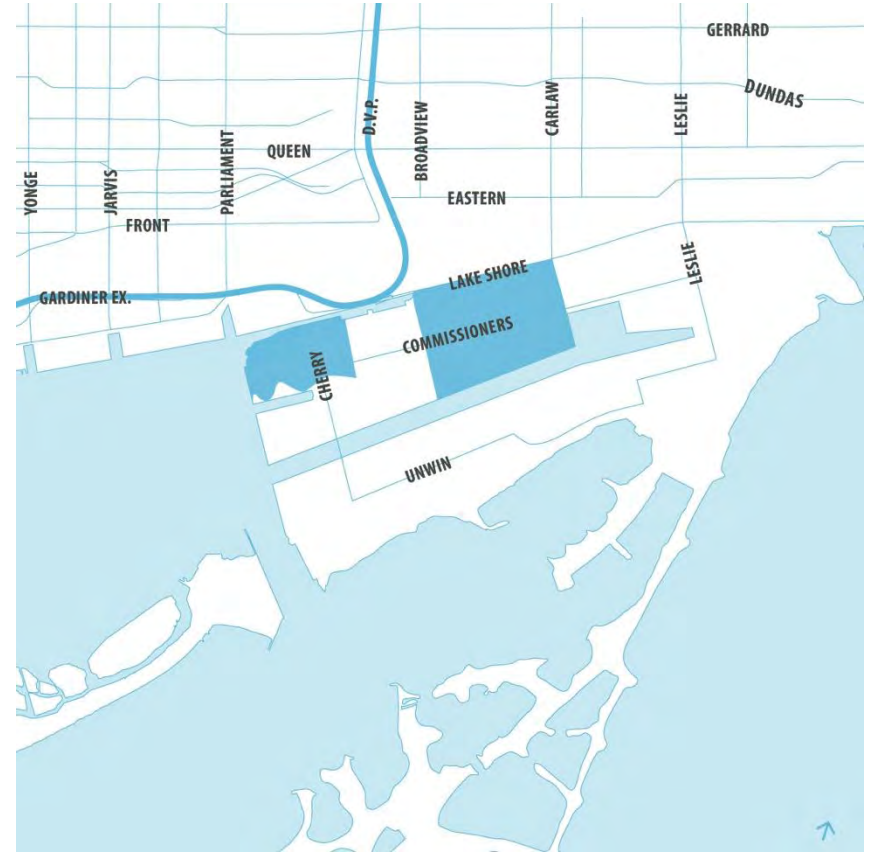 GERRARD
DUNDAS
D.V.P.
BROADVIEW
CARLAW
LESLIE
PARLIAMENT
QUEEN
YONGE
JARVIS
EASTERN
FRONT
LESLIE
LAKE SHORE
GARDINER EX.
COMMISSIONERS
CHERRY
UNWIN